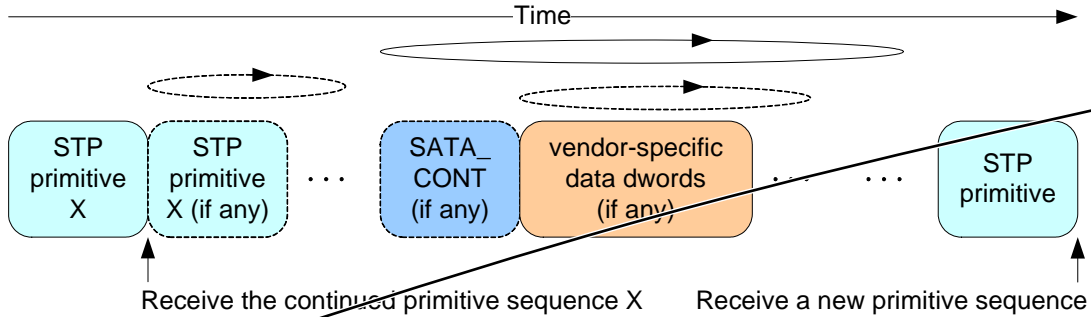 Time
STP
primitive
X
STP
primitive
X (if any)
. . .
SATA_
CONT
(if any)
vendor-specific
data dwords
(if any)
. . .
. . .
STP
primitive
Receive the continued primitive sequence X
Receive a new primitive sequence